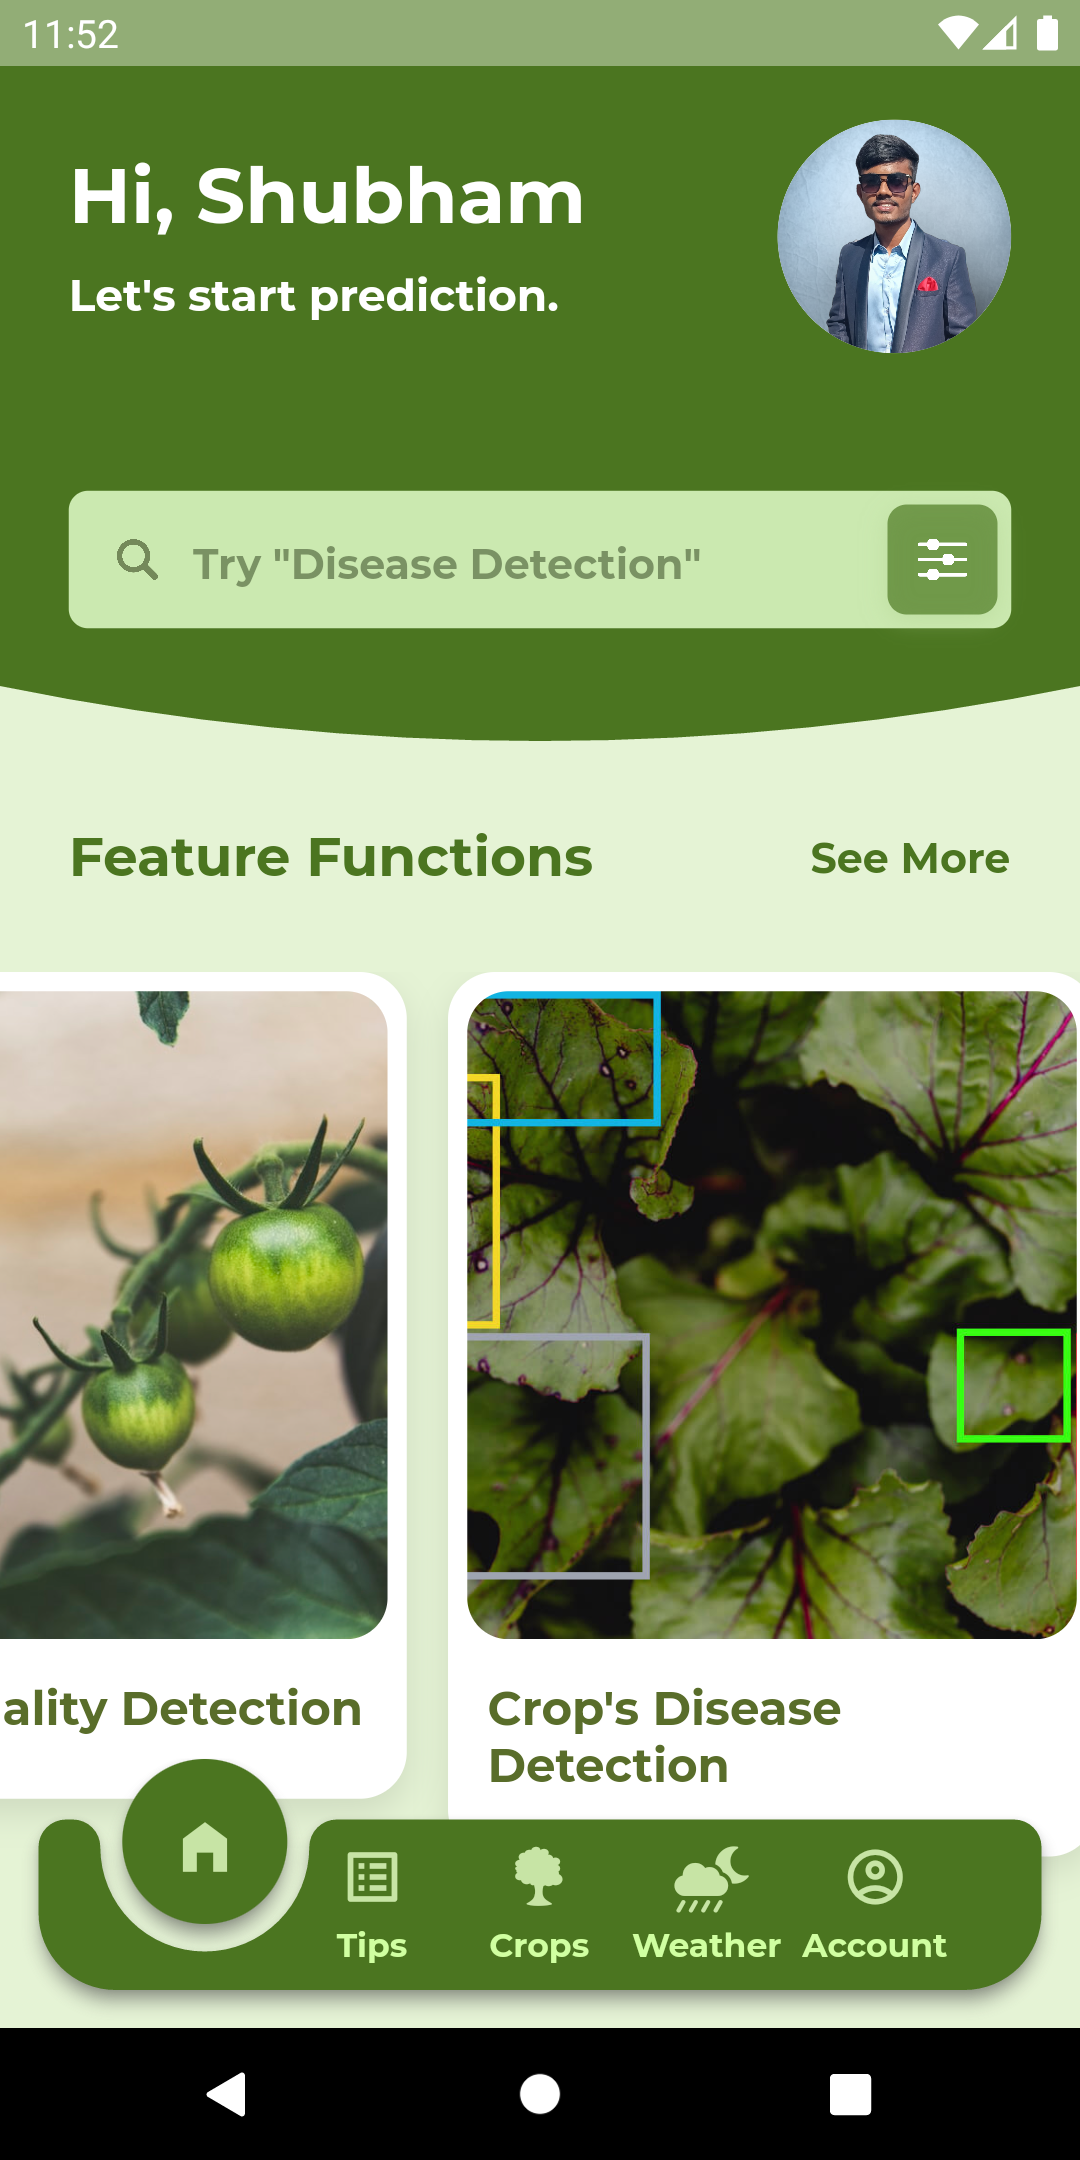 11:52
Hi, Shubham
Let's start prediction.
Try "Disease Detection"
Feature Functions
See More
ality Detection
Crop's Disease
Detection
Tips
Crops
Weather
Account